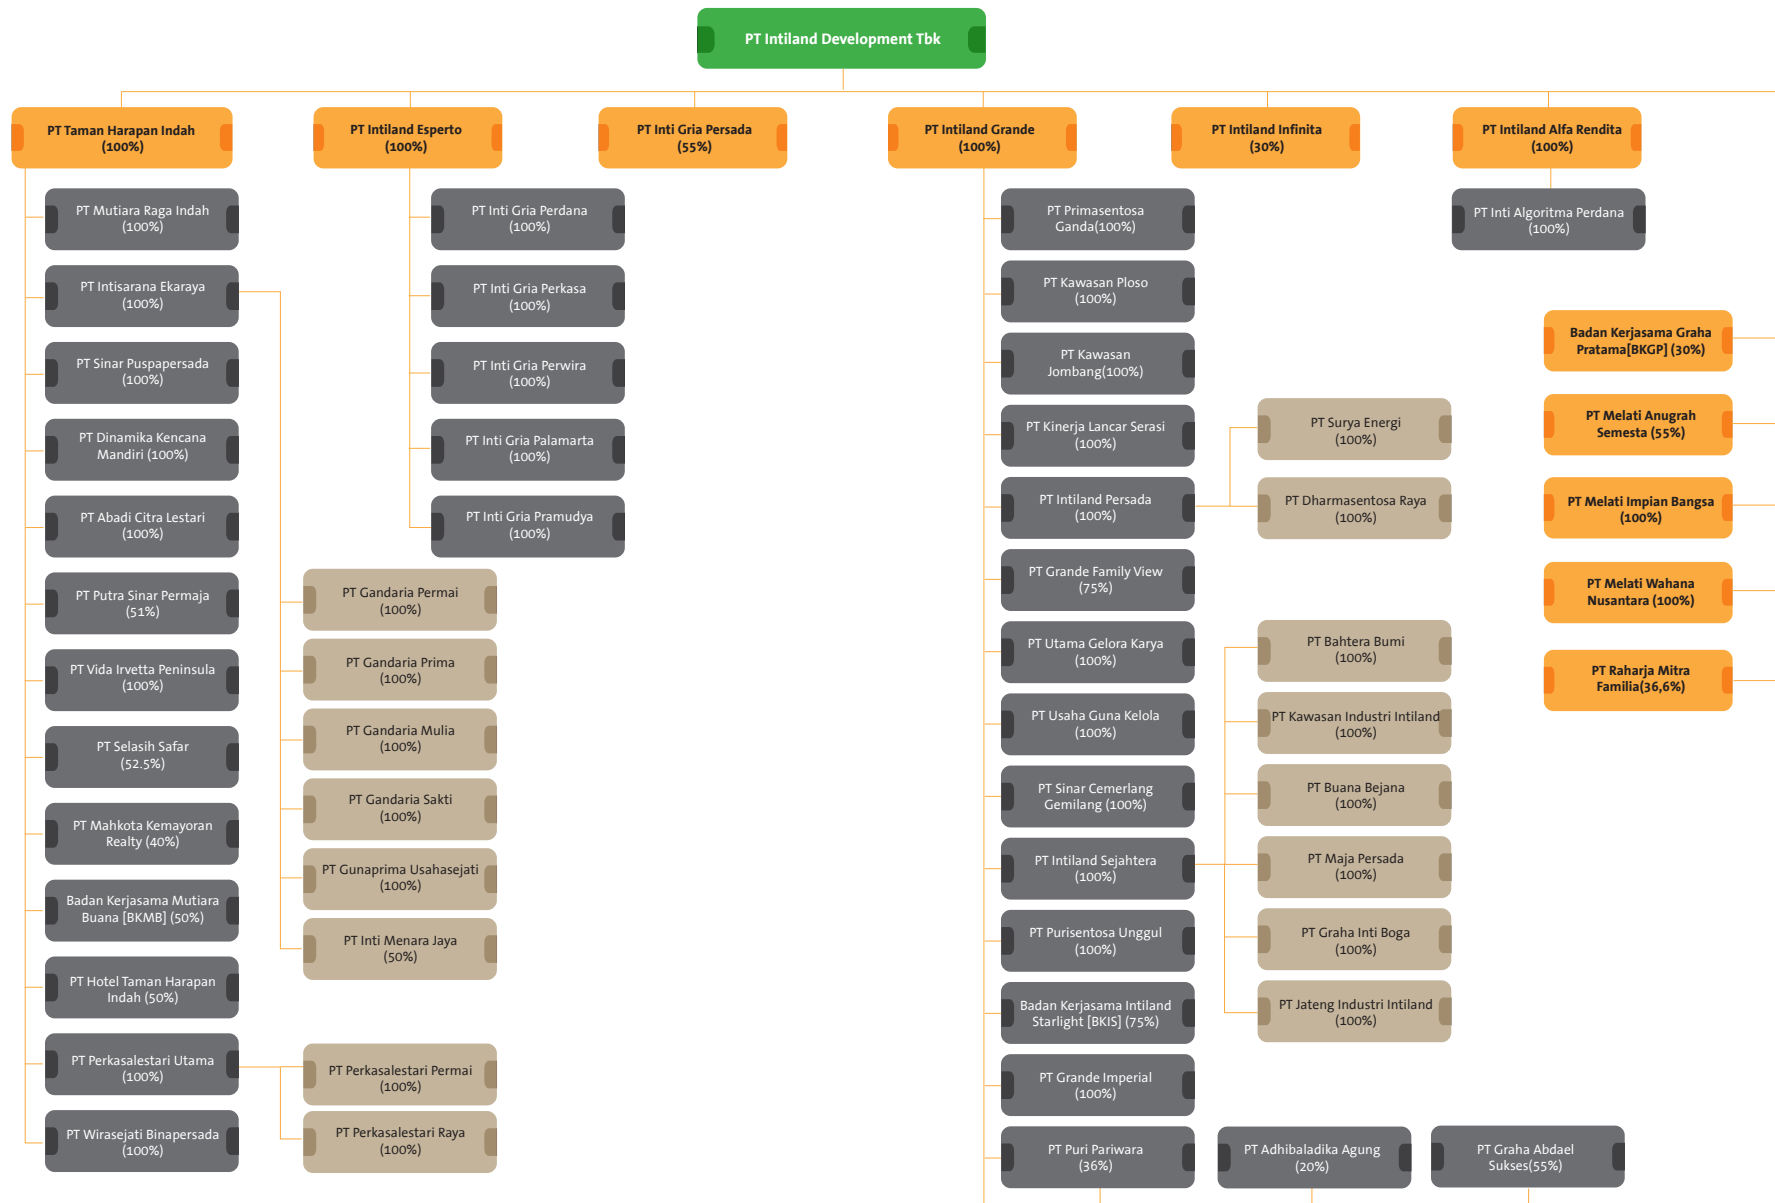 PT Intiland Development Tbk
PT Taman Harapan Indah
(100%)
PT Intiland Esperto
(100%)
PT Inti Gria Persada
(55%)
PT Intiland Grande
(100%)
PT Intiland Infinita
(30%)
PT Intiland Alfa Rendita
(100%)
PT Mutiara Raga Indah
(100%)
PT Intisarana Ekaraya
(100%)
PT Sinar Puspapersada
(100%)
PT Dinamika Kencana
Mandiri (100%)
PT Abadi Citra Lestari
(100%)
PT Putra Sinar Permaja
(51%)
PT Vida Irvetta Peninsula
(100%)
PT Selasih Safar
(52.5%)
PT Mahkota Kemayoran
Realty (40%)
Badan Kerjasama Mutiara
Buana [BKMB] (50%)
PT Hotel Taman Harapan
Indah (50%)
PT Perkasalestari Utama
(100%)
PT Wirasejati Binapersada
(100%)
PT Gandaria Permai
(100%)
PT Gandaria Prima
(100%)
PT Gandaria Mulia
(100%)
PT Gandaria Sakti
(100%)
PT Gunaprima Usahasejati
(100%)
PT Inti Menara Jaya
(50%)
PT Perkasalestari Permai
(100%)
PT Perkasalestari Raya
(100%)
PT Inti Gria Perdana
(100%)
PT Inti Gria Perkasa
(100%)
PT Inti Gria Perwira
(100%)
PT Inti Gria Palamarta
(100%)
PT Inti Gria Pramudya
(100%)
PT Primasentosa
Ganda(100%)
PT Kawasan Ploso
(100%)
PT Kawasan
Jombang(100%)
PT Kinerja Lancar Serasi
(100%)
PT Intiland Persada
(100%)
PT Grande Family View
(75%)
PT Utama Gelora Karya
(100%)
PT Usaha Guna Kelola
(100%)
PT Sinar Cemerlang
Gemilang (100%)
PT Intiland Sejahtera
(100%)
PT Purisentosa Unggul
(100%)
Badan Kerjasama Intiland
Starlight [BKIS] (75%)
PT Grande Imperial
(100%)
PT Puri Pariwara
(36%)
PT Adhibaladika Agung
(20%)
PT Graha Abdael
Sukses(55%)
PT Surya Energi
(100%)
PT Dharmasentosa Raya
(100%)
PT Bahtera Bumi
(100%)
PT Kawasan Industri Intiland
(100%)
PT Buana Bejana
(100%)
PT Maja Persada
(100%)
PT Graha Inti Boga
(100%)
PT Jateng Industri Intiland
(100%)
PT Inti Algoritma Perdana
(100%)
Badan Kerjasama Graha
Pratama[BKGP] (30%)
PT Melati Anugrah
Semesta (55%)
PT Melati Impian Bangsa
(100%)
PT Melati Wahana
Nusantara (100%)
PT Raharja Mitra
Familia(36,6%)